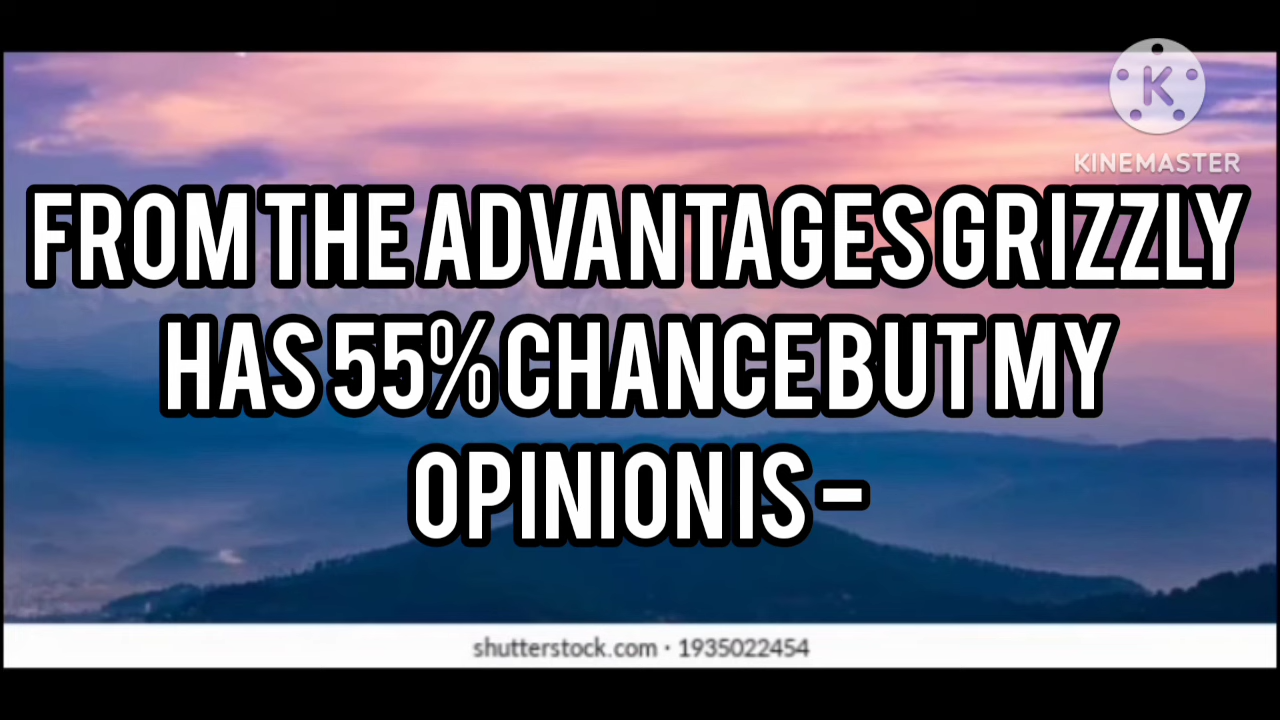 KINEMASTER
FROM THE ADVANTAGES GRIZZLY
HAS 55% CHANCE BUT MY
OPINION IS -
shutterstock.com · 1935022454